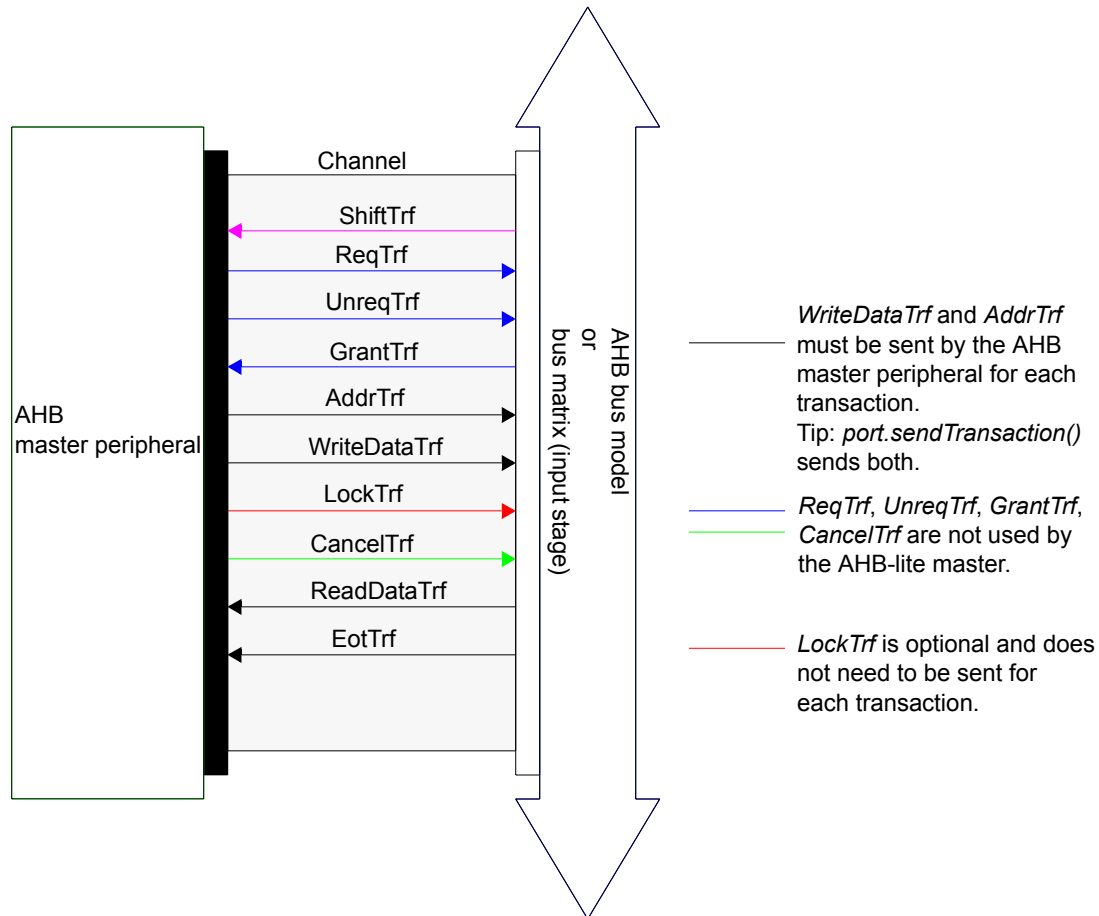 Channel
ShiftTrf
ReqTrf
UnreqTrf
GrantTrf
AddrTrf
WriteDataTrf
LockTrf
CancelTrf
ReadDataTrf
EotTrf
AHB
master peripheral
AHB bus model
or
bus matrix (input stage)
WriteDataTrf and AddrTrf
must be sent by the AHB
master peripheral for each
transaction.
Tip: port.sendTransaction()
sends both.
ReqTrf, UnreqTrf, GrantTrf,
CancelTrf are not used by
the AHB-lite master.
LockTrf is optional and does
not need to be sent for
each transaction.